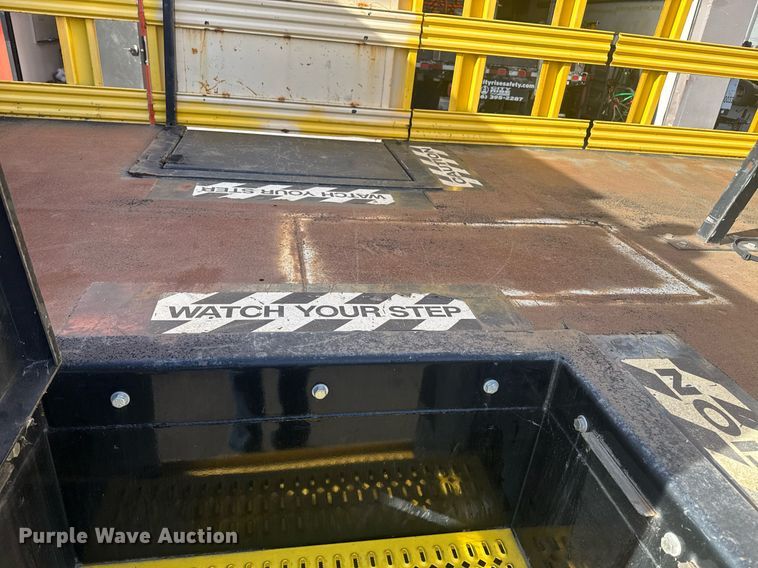 ityrisesafety.com
395-2287
WATCH YOUR STEP
WATCH YOUR STEP
Purple Wave Auction